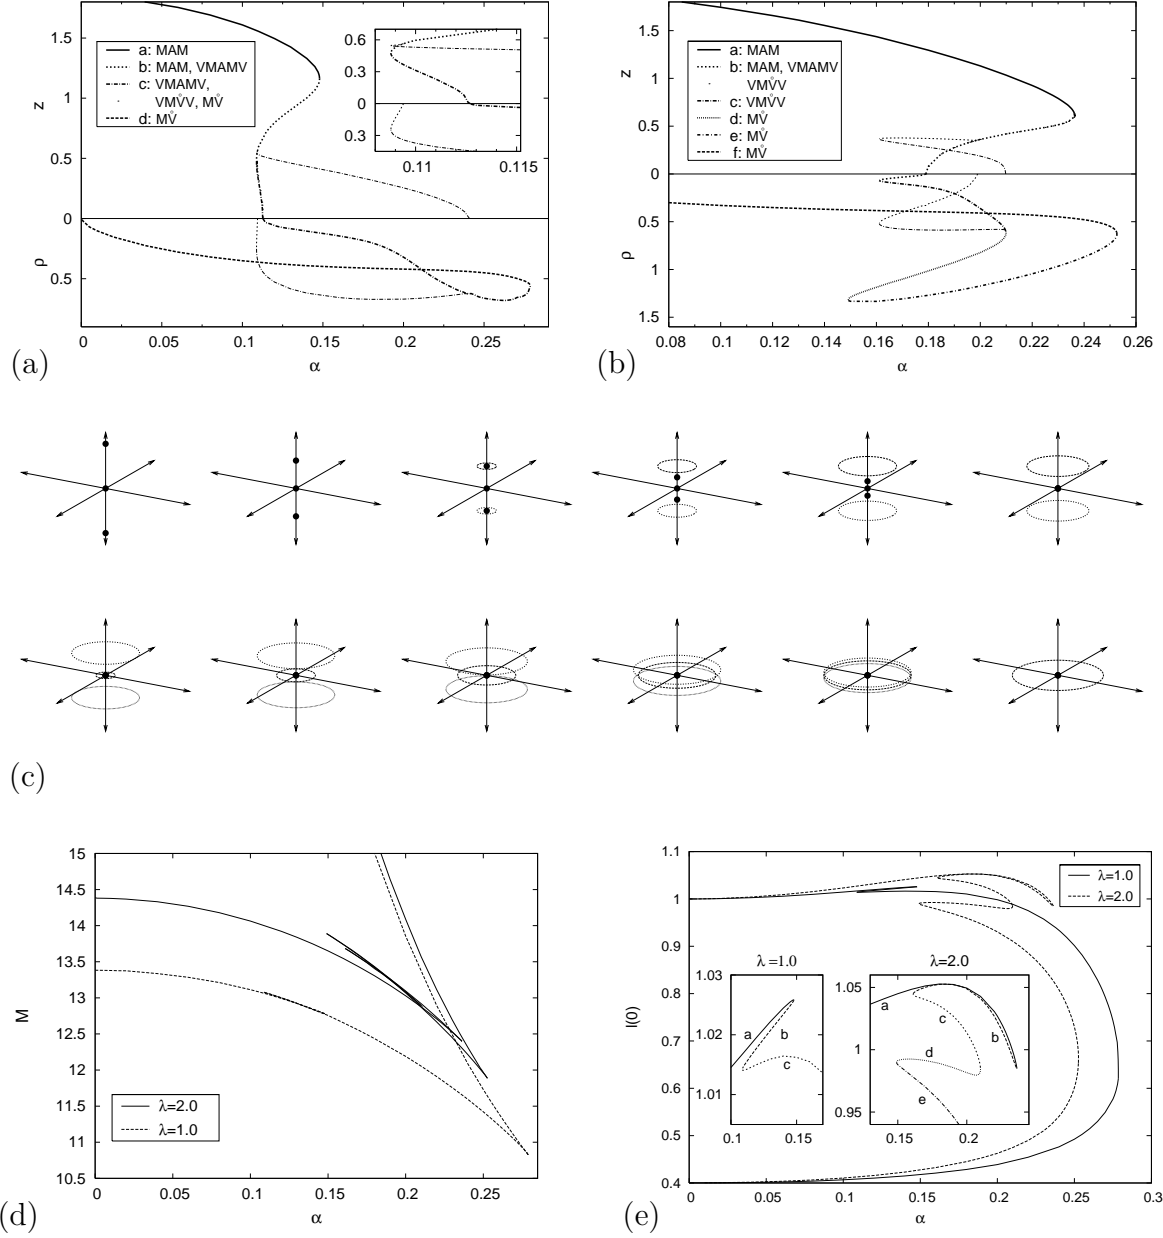 1.5
1
0.5
0
0.5
z
ρ
a: MAM
b: MAM, VMAMV
c: VMAMV,
VMV̊V, MV̊
d: MV̊
0.6
0.3
0
0.3
0.11
0.115
0
0.05
0.1
0.15
0.2
0.25
α
(a)
1.5
1
0.5
0
0.5
1
1.5
z
ρ
a: MAM
b: MAM, VMAMV
VMV̊V
c: VMV̊V
d: MV̊
e: MV̊
f: MV̊
0.08
0.1
0.12
0.14
0.16
0.18
0.2
0.22
0.24
0.26
α
(b)
(c)
15
14.5
14
13.5
13
12.5
12
11.5
11
10.5
M
λ=2.0
λ=1.0
0
0.05
0.1
0.15
0.2
0.25
α
(d)
1.1
1
0.9
0.8
0.7
0.6
0.5
0.4
l(0)
λ=1.0
λ=2.0
λ=1.0
1.03
1.02
1.01
a
b
c
0.1
0.15
λ=2.0
1.05
1
0.95
a
b
c
d
e
0.15
0.2
0
0.05
0.1
0.15
0.2
0.25
0.3
α
(e)